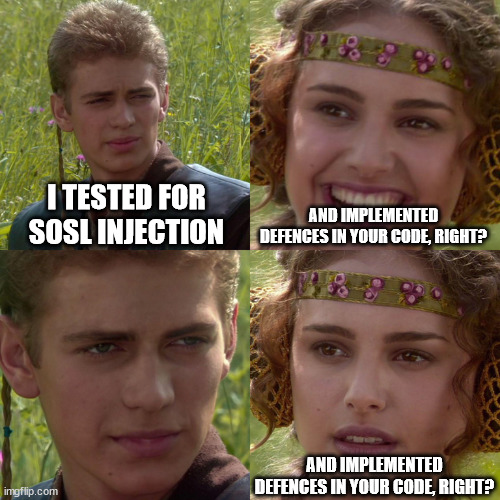 I TESTED FOR
SOSL INJECTION
AND IMPLEMENTED
DEFENCES IN YOUR CODE, RIGHT?
AND IMPLEMENTED
DEFENCES IN YOUR CODE, RIGHT?
imgflip.com